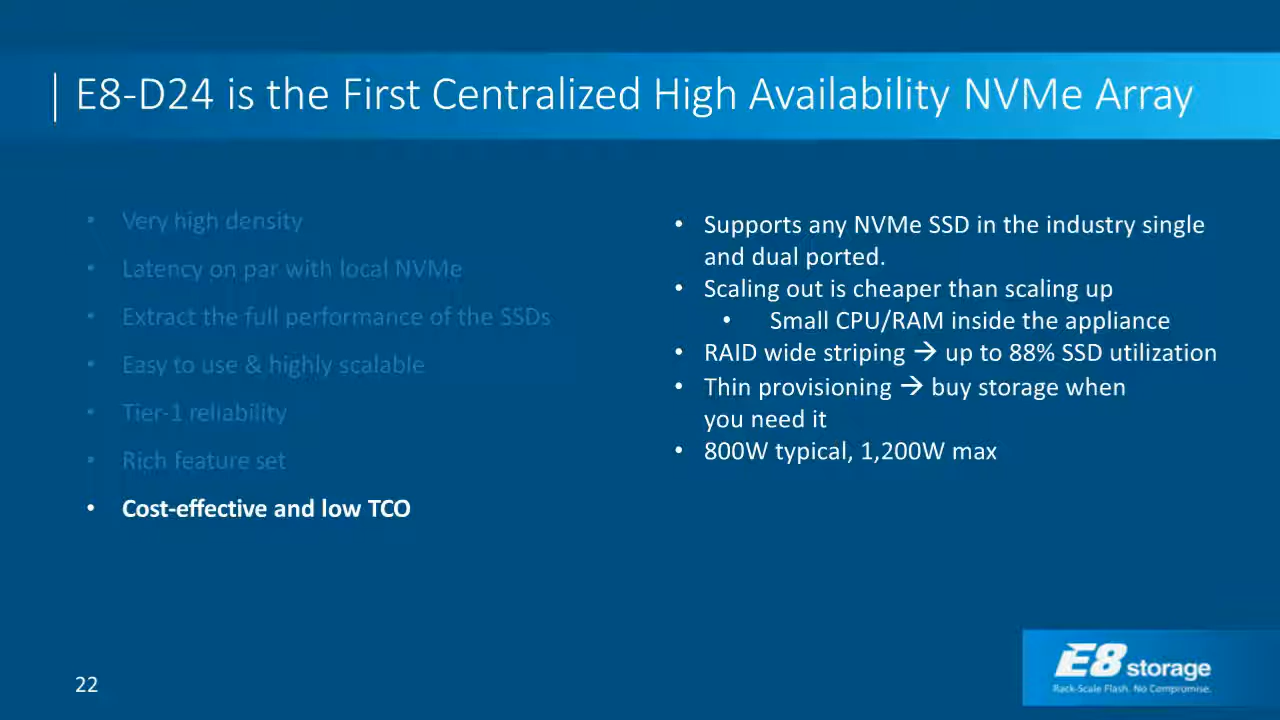 E8-D24 is the First Centralized High Availability NVMe Array
• Very high density
• Latency on par with local NVMe
• Extract the full performance of the SSDs
• Easy to use & highly scalable
• Tier-1 reliability
• Rich feature set
• Cost-effective and low TCO
• Supports any NVMe SSD in the industry single
and dual ported.
• Scaling out is cheaper than scaling up
• Small CPU/RAM inside the appliance
• RAID wide striping → up to 88% SSD utilization
• Thin provisioning → buy storage when
you need it
• 800W typical, 1,200W max
22
E8 storage
Rack-Scale Flash. No Compromise.